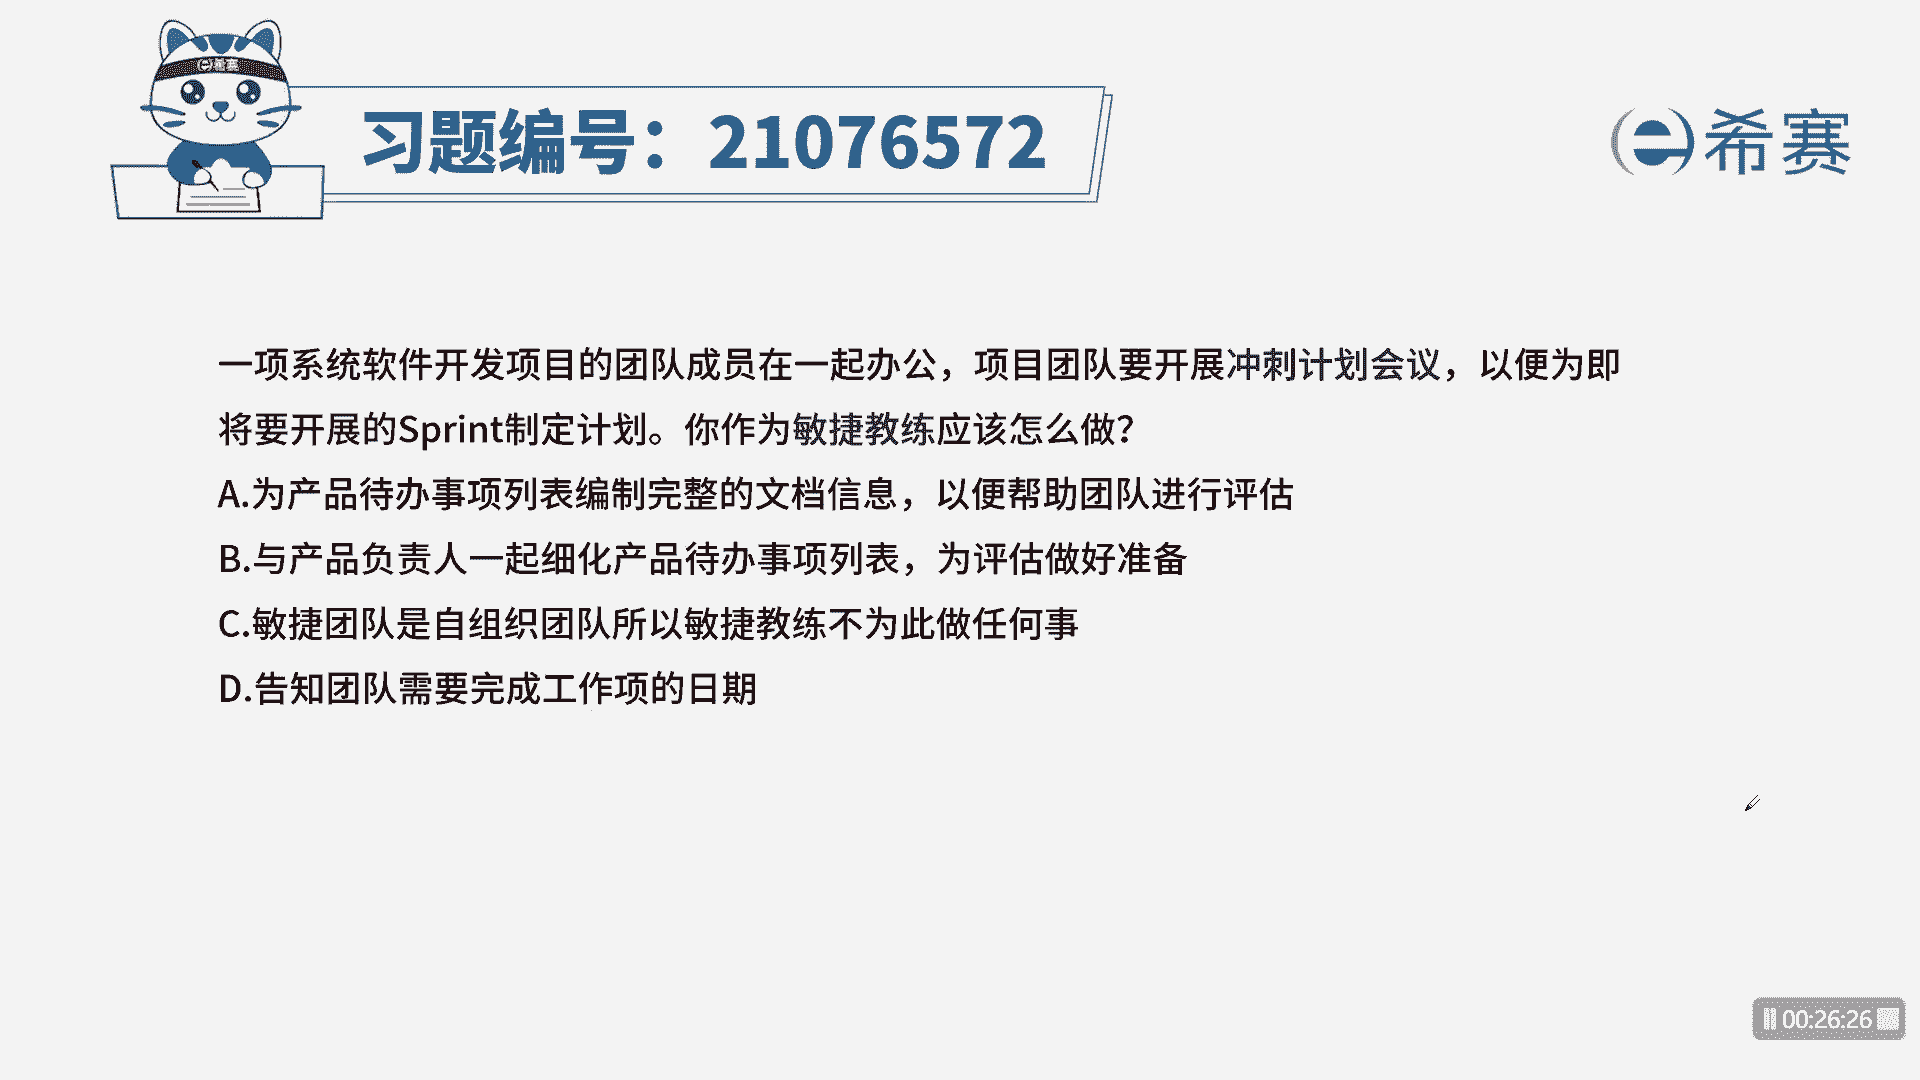 希赛
习题编号：21076572
希赛
一项系统软件开发项目的团队成员在一起办公，项目团队要开展冲刺计划会议，以便为即
将要开展的Sprint制定计划。你作为敏捷教练应该怎么做？
A.为产品待办事项列表编制完整的文档信息，以便帮助团队进行评估
B.与产品负责人一起细化产品待办事项列表，为评估做好准备
C.敏捷团队是自组织团队所以敏捷教练不为此做任何事
D.告知团队需要完成工作项的日期
00:26:26